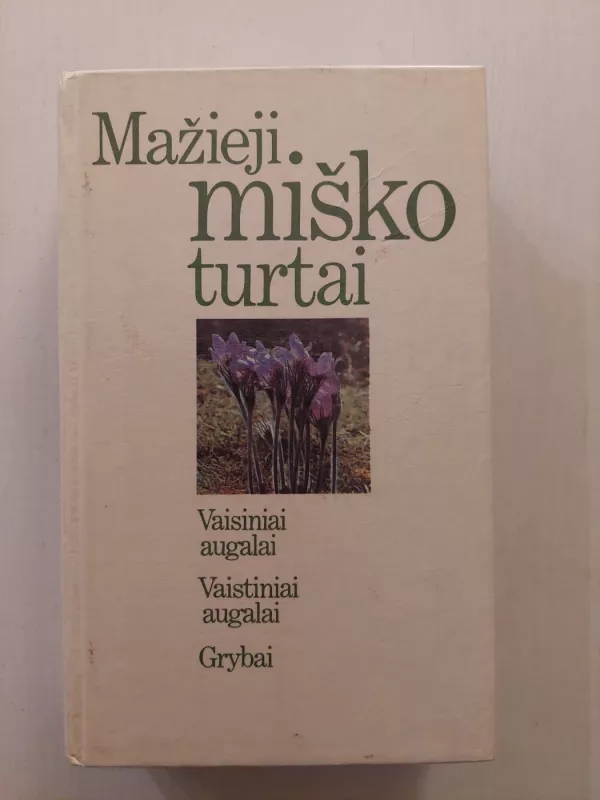 Mažieji
miško
turtai
Vaisiniai
augalai
Vaistiniai
augalai
Grybai